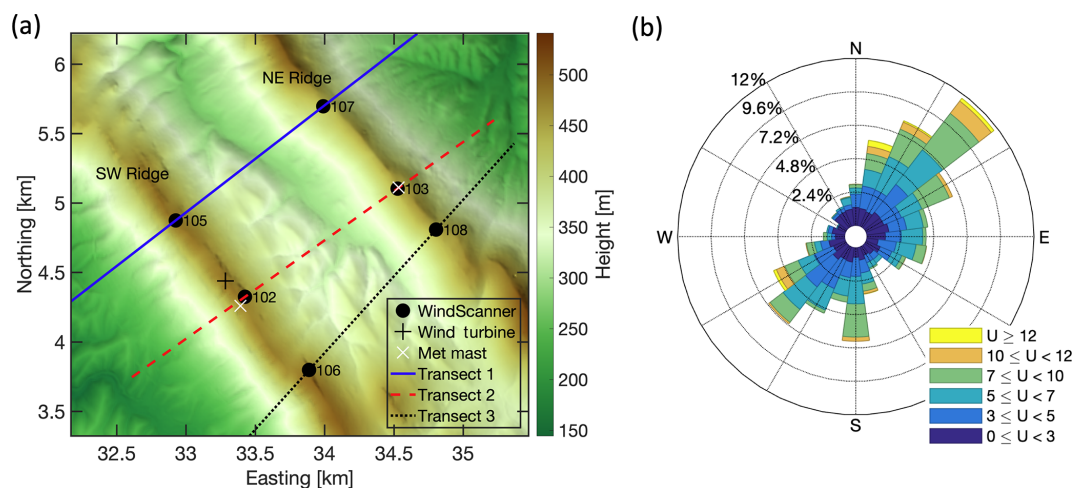 (a)
6
5.5
5
4.5
4
3.5
32.5
33
33.5
34
34.5
35
Northing [km]
Easting [km]
NE Ridge
SW Ridge
107
105
103
108
102
106
WindScanner
Wind turbine
Met mast
Transect 1
Transect 2
Transect 3
500
450
400
350
300
250
200
150
Height [m]
(b)
N
12%
9.6%
7.2%
4.8%
2.4%
W
E
S
U ≥ 12
10 ≤ U < 12
7 ≤ U < 10
5 ≤ U < 7
3 ≤ U < 5
0 ≤ U < 3